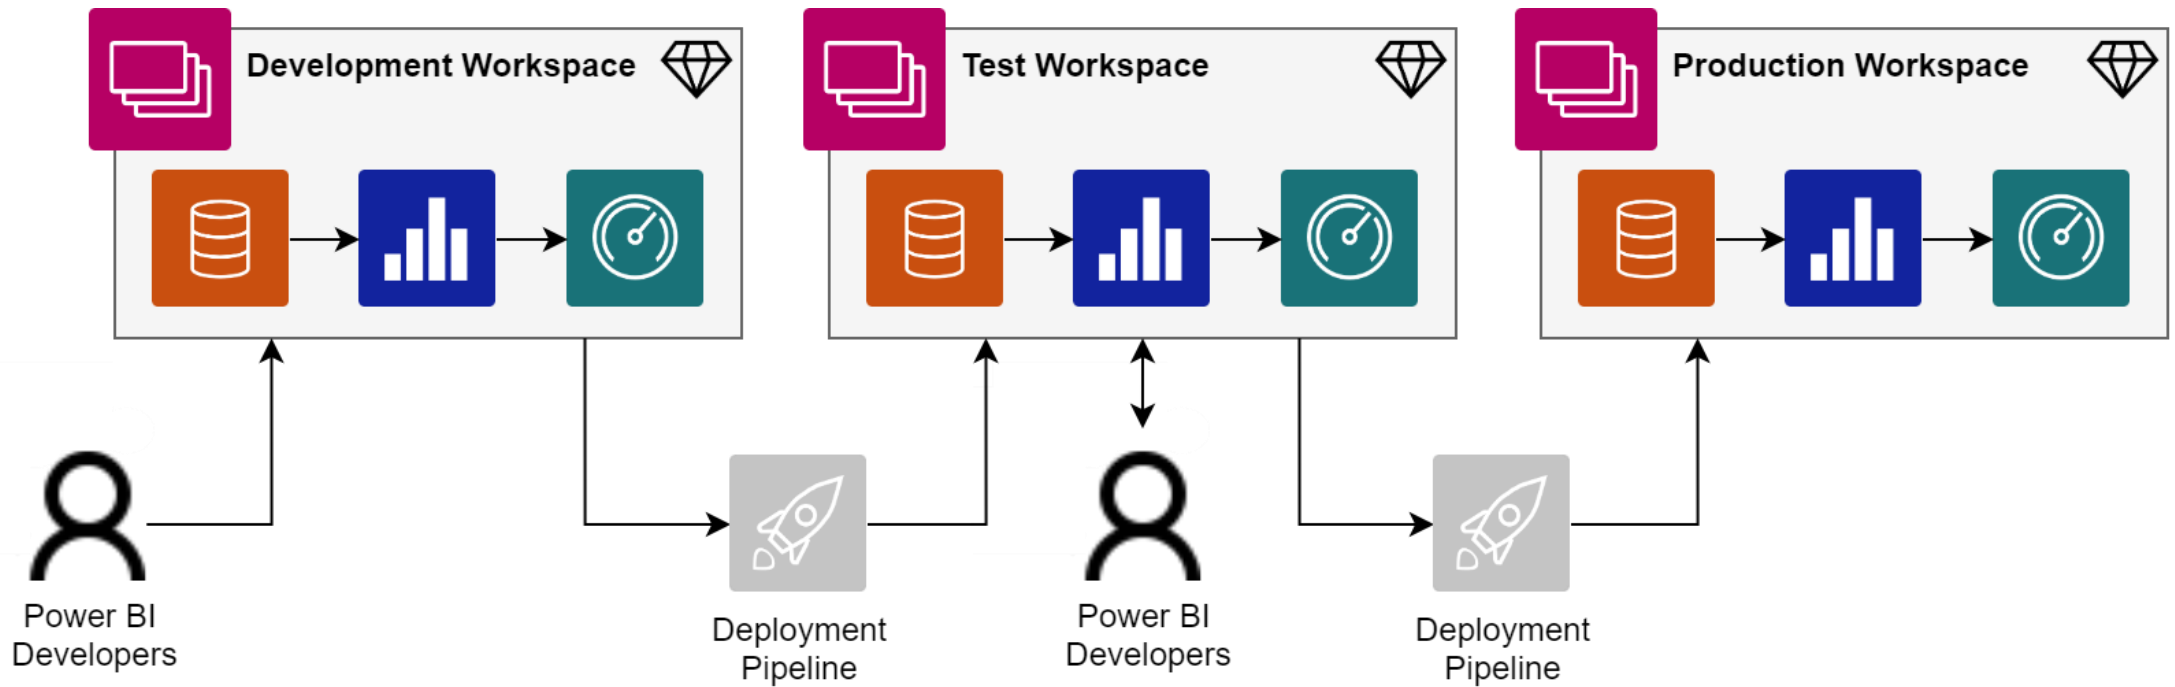 Development Workspace
Test Workspace
Production Workspace
Power BI
Developers
Deployment
Pipeline
Power BI
Developers
Deployment
Pipeline